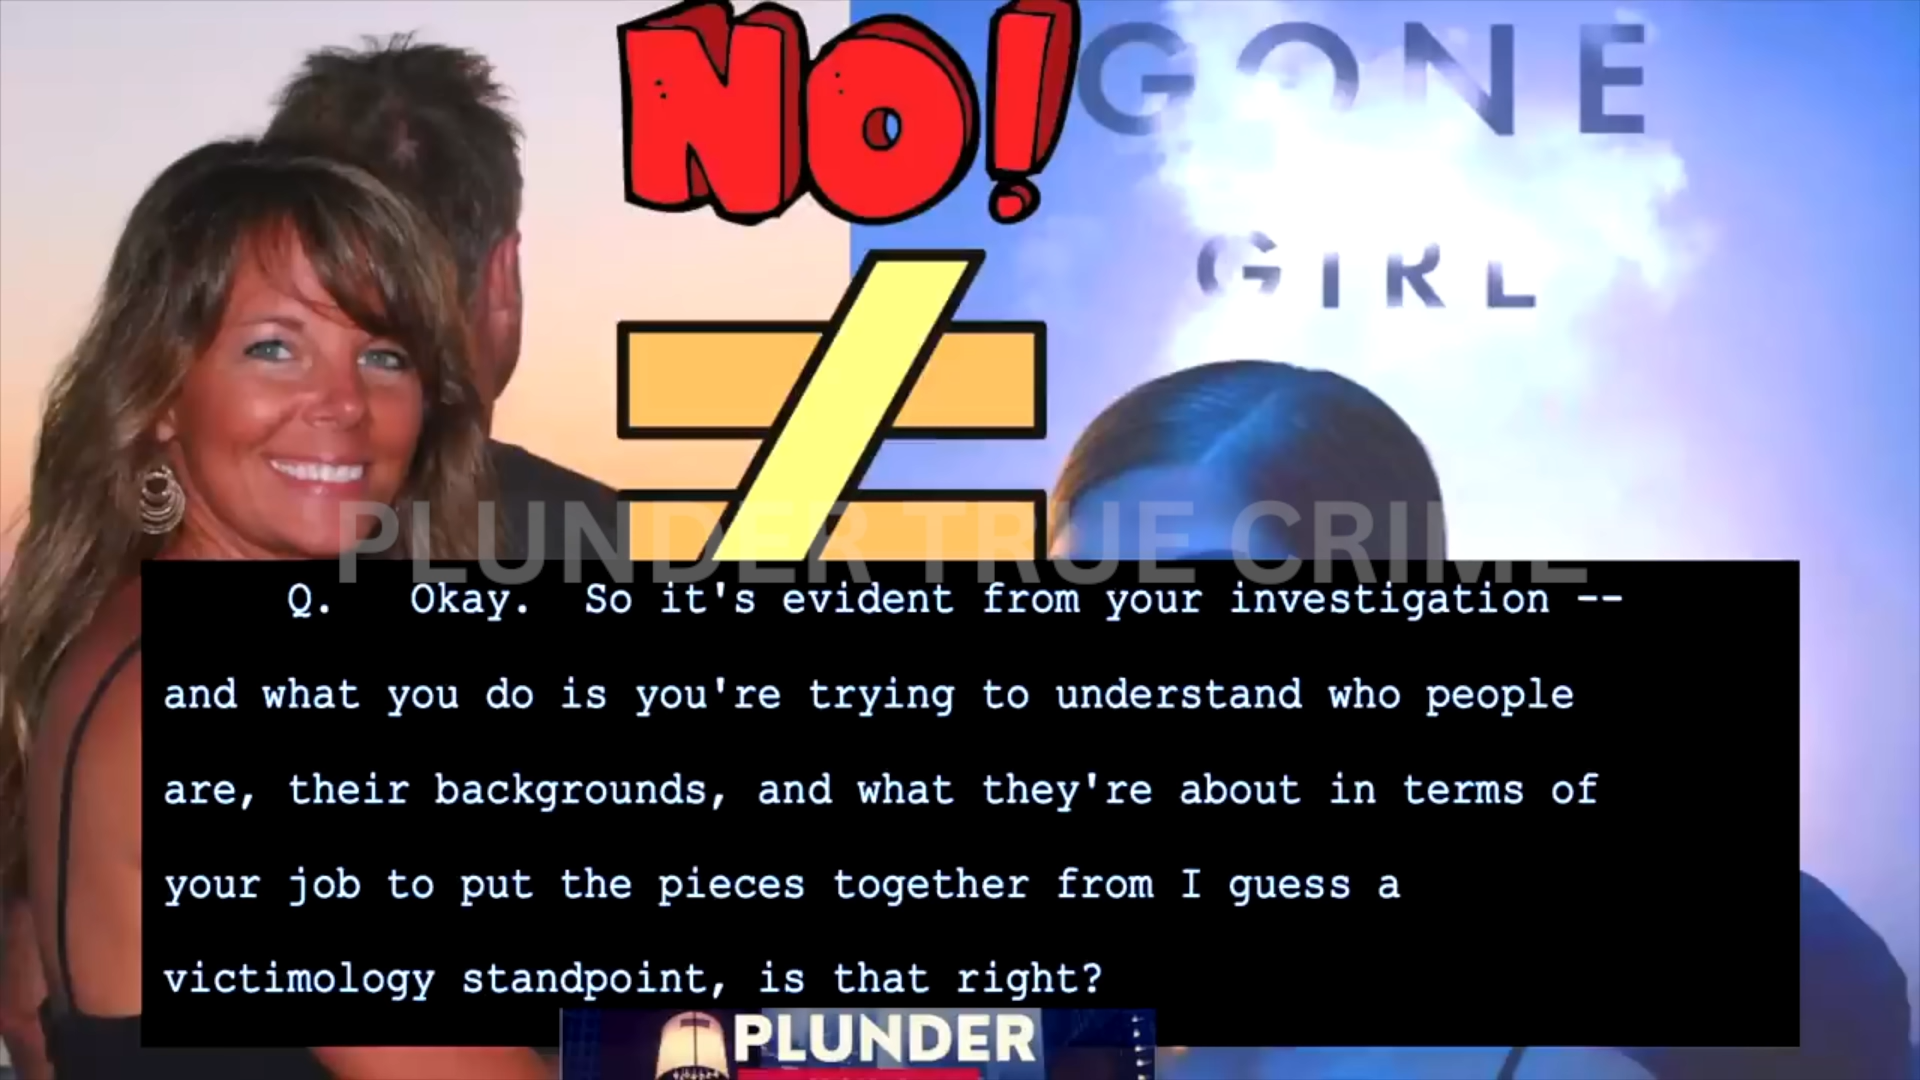 NO!
GONE
GIRL
PLUNDER TRUE CRIME
Q. Okay. So it's evident from your investigation --
and what you do is you're trying to understand who people
are, their backgrounds, and what they're about in terms of
your job to put the pieces together from I guess a
victimology standpoint, is that right?
PLUNDER